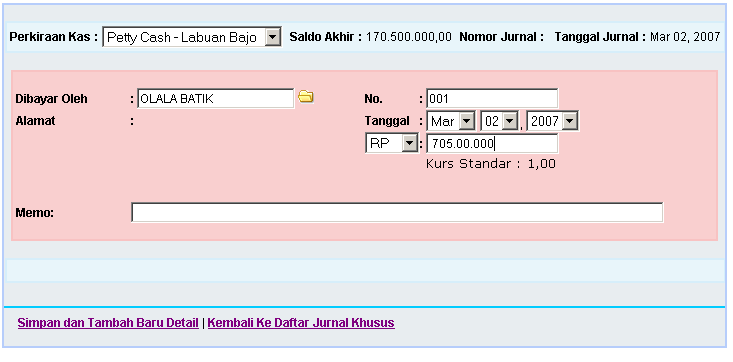 Perkiraan Kas : Petty Cash - Labuan Bajo Saldo Akhir : 170.500.000,00 Nomor Jurnal : Tanggal Jurnal : Mar 02, 2007
Dibayar Oleh : OLALA BATIK No. : 001
Alamat : Tanggal : Mar 02 , 2007
RP : 705.00.000
Kurs Standar : 1,00
Memo:
Simpan dan Tambah Baru Detail | Kembali Ke Daftar Jurnal Khusus